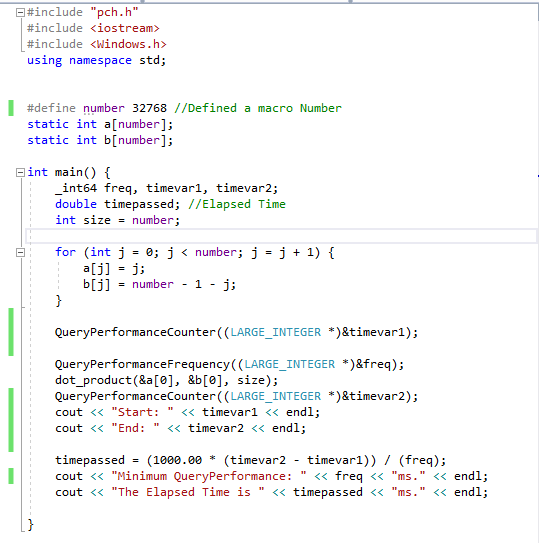 #include "pch.h"
#include <iostream>
#include <Windows.h>
using namespace std;
#define number 32768 //Defined a macro Number
static int a[number];
static int b[number];
int main() {
_int64 freq, timevar1, timevar2;
double timepassed; //Elapsed Time
int size = number;
for (int j = 0; j < number; j = j + 1) {
a[j] = j;
b[j] = number - 1 - j;
}
QueryPerformanceCounter((LARGE_INTEGER *)&timevar1);
QueryPerformanceFrequency((LARGE_INTEGER *)&freq);
dot_product(&a[0], &b[0], size);
QueryPerformanceCounter((LARGE_INTEGER *)&timevar2);
cout << "Start: " << timevar1 << endl;
cout << "End: " << timevar2 << endl;
timepassed = (1000.00 * (timevar2 - timevar1)) / (freq);
cout << "Minimum QueryPerformance: " << freq << "ms." << endl;
cout << "The Elapsed Time is " << timepassed << "ms." << endl;
}